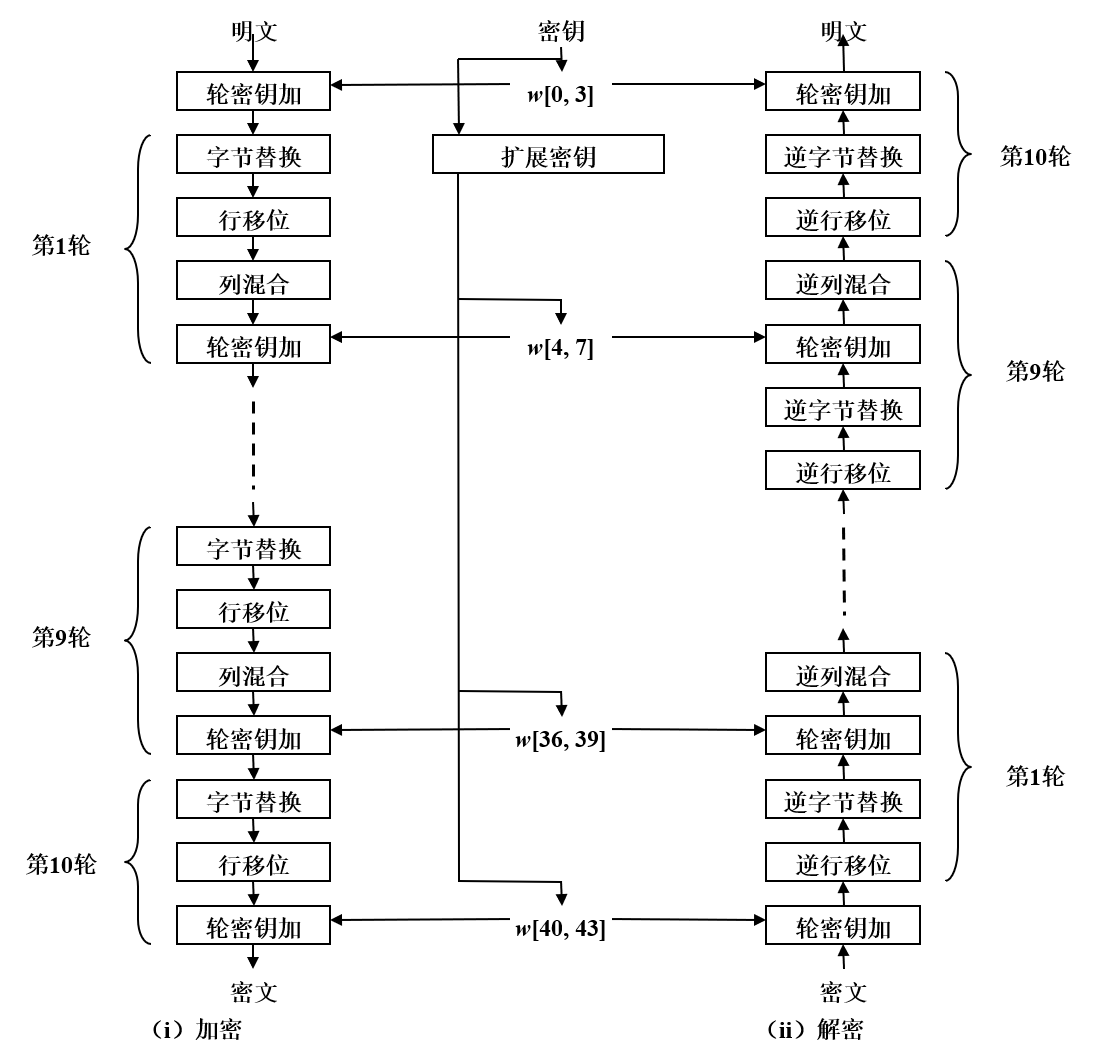 明文
密钥
明文
轮密钥加
w[0, 3]
轮密钥加
字节替换
扩展密钥
逆字节替换
第10轮
行移位
逆行移位
第1轮
列混合
逆列混合
轮密钥加
w[4, 7]
轮密钥加
第9轮
逆字节替换
逆行移位
字节替换
行移位
第9轮
列混合
逆列混合
轮密钥加
w[36, 39]
轮密钥加
第1轮
字节替换
逆字节替换
第10轮
行移位
逆行移位
轮密钥加
w[40, 43]
轮密钥加
密文
密文
（i）加密
（ii）解密